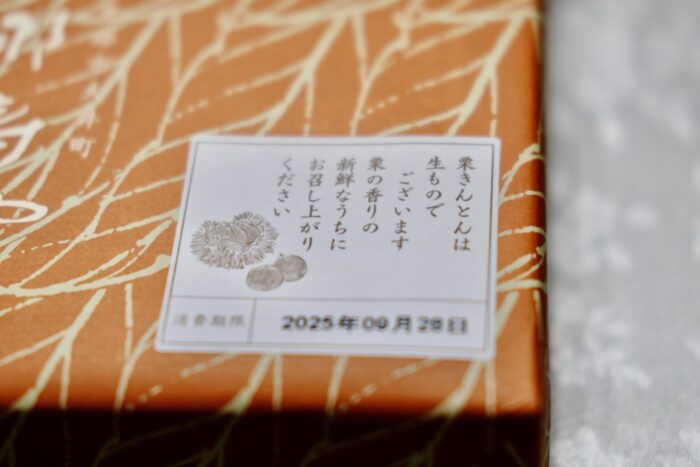 栗きんとんは
生もので
ございます
栗の香りの
新鮮なうちに
お召し上がり
ください
消費期限
2025年09月28日